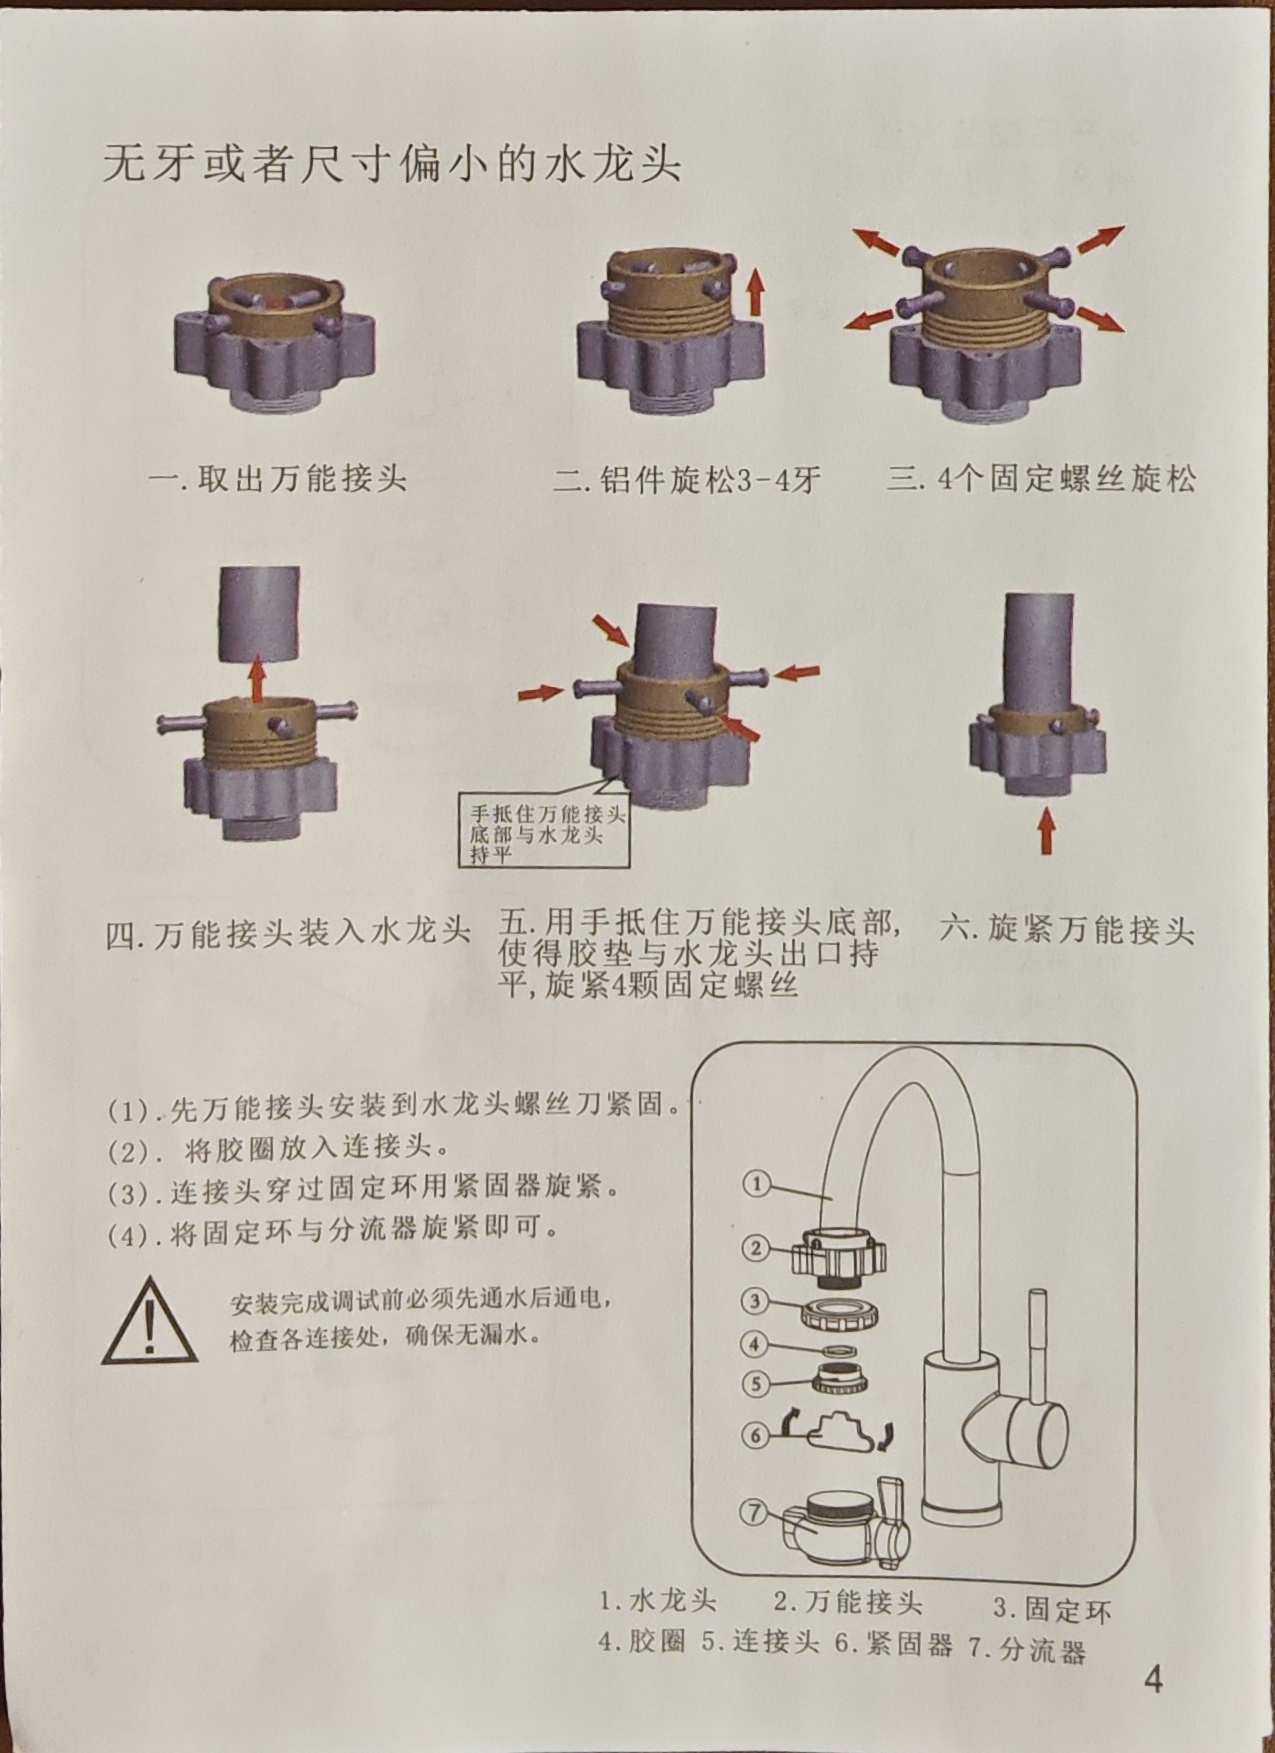 无牙或者尺寸偏小的水龙头
一.取出万能接头
二.铝件旋松3-4牙
三.4个固定螺丝旋松
手抵住万能接头
底部与水龙头
持平
四.万能接头装入水龙头
五.用手抵住万能接头底部,
使得胶垫与水龙头出口持
平,旋紧4颗固定螺丝
六.旋紧万能接头
(1).先万能接头安装到水龙头螺丝刀紧固。
(2). 将胶圈放入连接头。
(3).连接头穿过固定环用紧固器旋紧。
(4).将固定环与分流器旋紧即可。
安装完成调试前必须先通水后通电，
检查各连接处，确保无漏水。
①
②
③
④
⑤
⑥
⑦
1.水龙头 2.万能接头 3.固定环
4.胶圈 5.连接头 6.紧固器 7.分流器
4